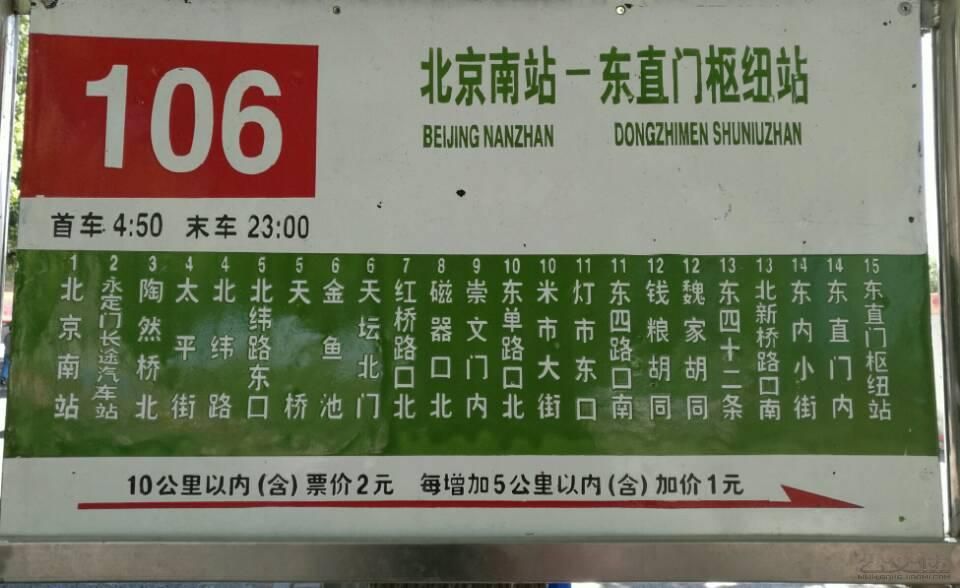 106
北京南站－东直门枢纽站
BEIJING NANZHAN DONGZHIMEN SHUNIUZHAN
首车 4:50 末车 23:00
1 北京南站
2 永定门长途汽车站
3 陶然桥北
4 太平街
4 北纬路
5 北纬路东口
5 天桥
6 金鱼池
6 天坛北门
7 红桥路口北
8 磁器口北
9 崇文门内
10 东单路口北
10 米市大街
11 灯市东口
11 东四路口南
12 钱粮胡同
12 魏家胡同
13 东四十二条
13 北新桥路口南
14 东内小街
14 东直门内
15 东直门枢纽站
10公里以内(含)票价2元 每增加5公里以内(含)加价1元